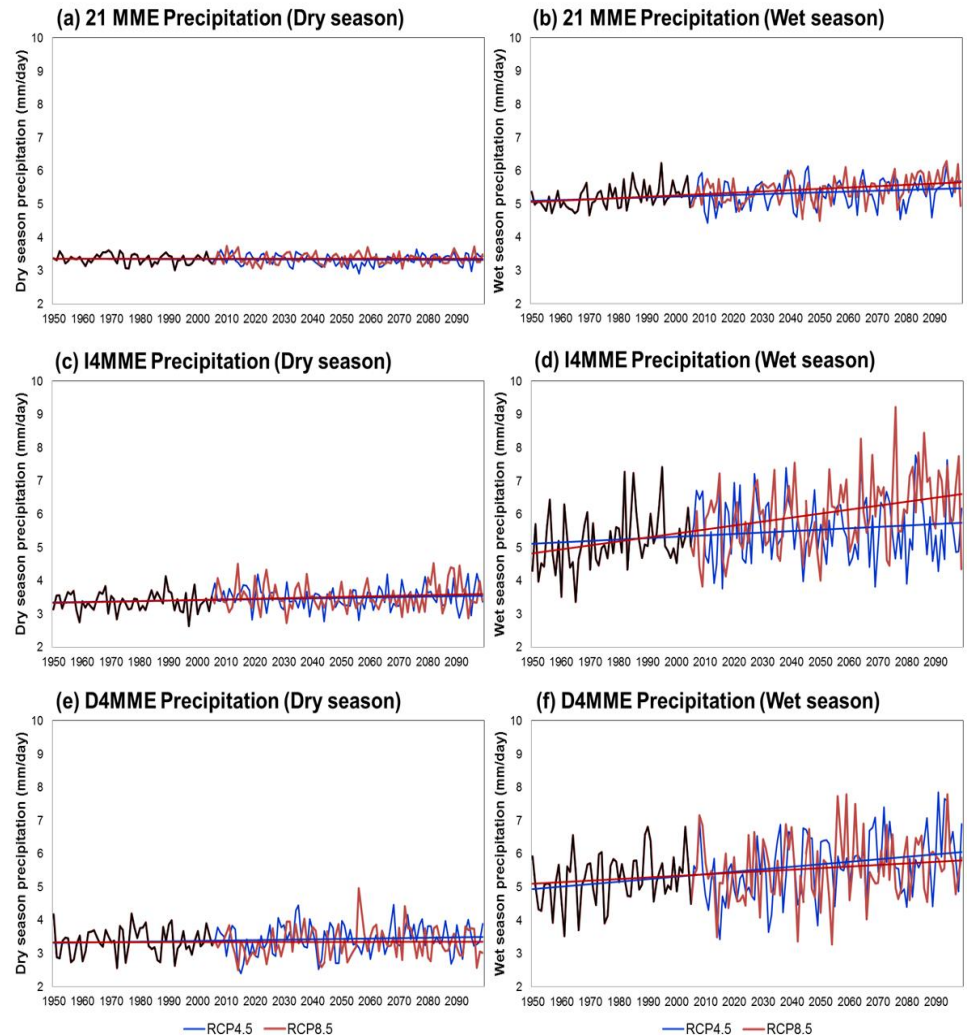 (a) 21 MME Precipitation (Dry season)
Dry season precipitation (mm/day)
10
9
8
7
6
5
4
3
2
1950 1960 1970 1980 1990 2000 2010 2020 2030 2040 2050 2060 2070 2080 2090
(b) 21 MME Precipitation (Wet season)
Wet season precipitation (mm/day)
10
9
8
7
6
5
4
3
2
1950 1960 1970 1980 1990 2000 2010 2020 2030 2040 2050 2060 2070 2080 2090
(c) I4MME Precipitation (Dry season)
Dry season precipitation (mm/day)
10
9
8
7
6
5
4
3
2
1950 1960 1970 1980 1990 2000 2010 2020 2030 2040 2050 2060 2070 2080 2090
(d) I4MME Precipitation (Wet season)
Wet season precipitation (mm/day)
10
9
8
7
6
5
4
3
2
1950 1960 1970 1980 1990 2000 2010 2020 2030 2040 2050 2060 2070 2080 2090
(e) D4MME Precipitation (Dry season)
Dry season precipitation (mm/day)
10
9
8
7
6
5
4
3
2
1950 1960 1970 1980 1990 2000 2010 2020 2030 2040 2050 2060 2070 2080 2090
(f) D4MME Precipitation (Wet season)
Wet season precipitation (mm/day)
10
9
8
7
6
5
4
3
2
1950 1960 1970 1980 1990 2000 2010 2020 2030 2040 2050 2060 2070 2080 2090
RCP4.5 RCP8.5
RCP4.5 RCP8.5